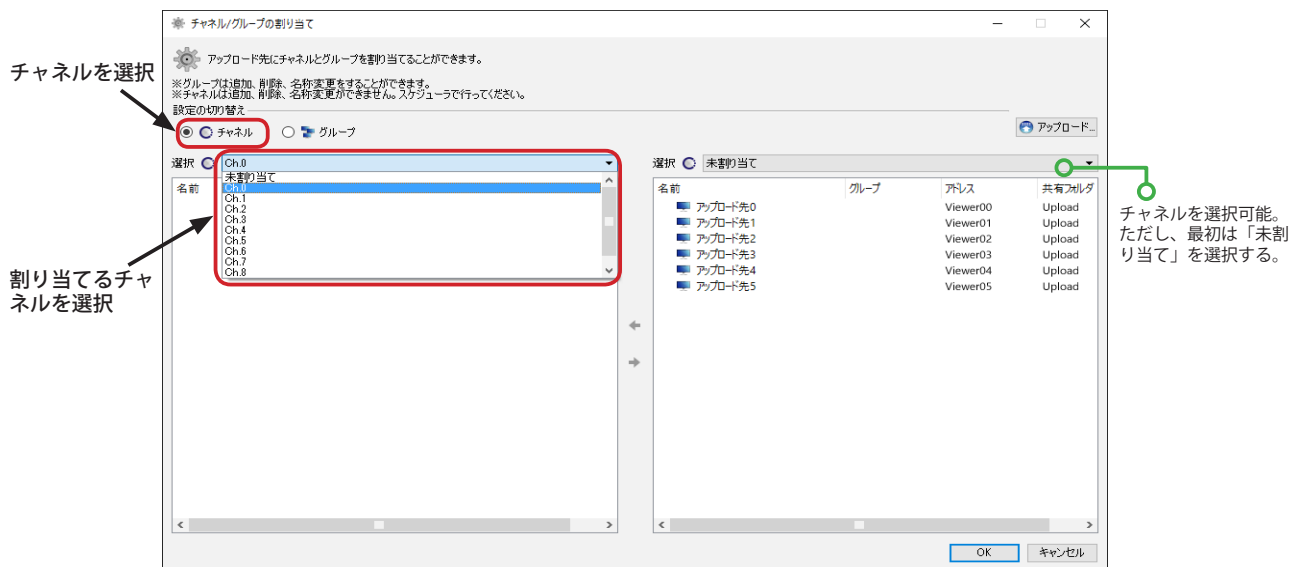 チャネル/グループの割り当て
アップロード先にチャネルとグループを割り当てることができます。
※グループは追加、削除、名称変更をすることができます。
※チャネルは追加、削除、名称変更ができません。スケジューラで行ってください。
設定の切り替え
チャネル
グループ
アップロード...
チャネルを選択
選択
Ch.0
未割り当て
Ch.0
Ch.1
Ch.2
Ch.3
Ch.4
Ch.5
Ch.6
Ch.7
Ch.8
名前
割り当てるチャ
ネルを選択
選択
未割り当て
名前 グループ アドレス 共有フォルダ
アップロード先0 Viewer00 Upload
アップロード先1 Viewer01 Upload
アップロード先2 Viewer02 Upload
アップロード先3 Viewer03 Upload
アップロード先4 Viewer04 Upload
アップロード先5 Viewer05 Upload
チャネルを選択可能。
ただし、最初は「未割
り当て」を選択する。
OK
キャンセル